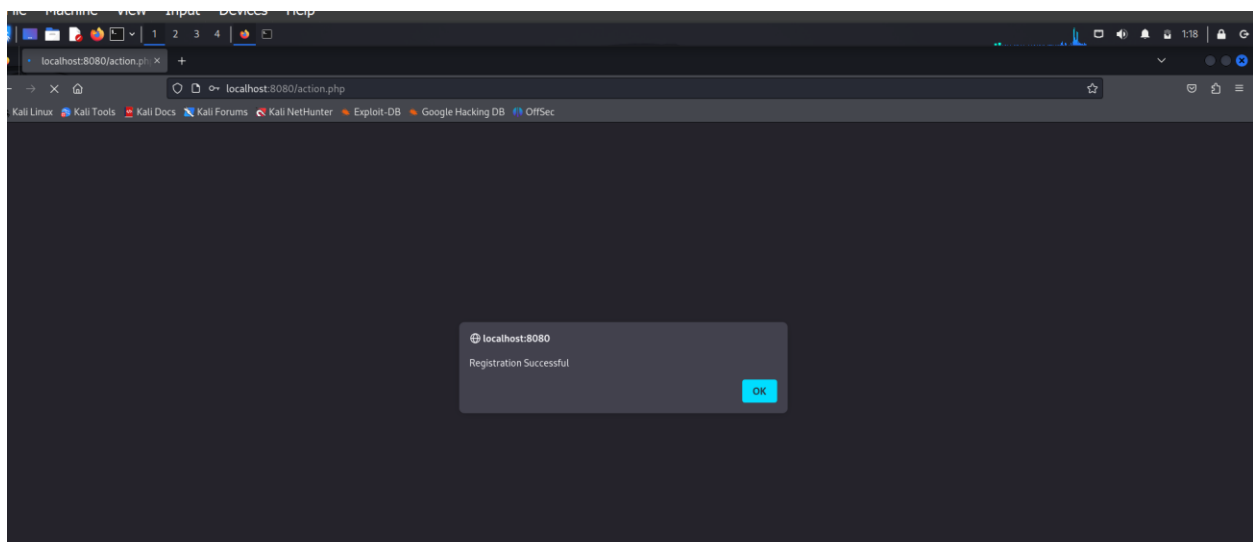 File Machine View Input Devices Help
1 2 3 4
1:18
localhost:8080/action.ph
localhost:8080/action.php
Kali Linux Kali Tools Kali Docs Kali Forums Kali NetHunter Exploit-DB Google Hacking DB OffSec
localhost:8080
Registration Successful
OK